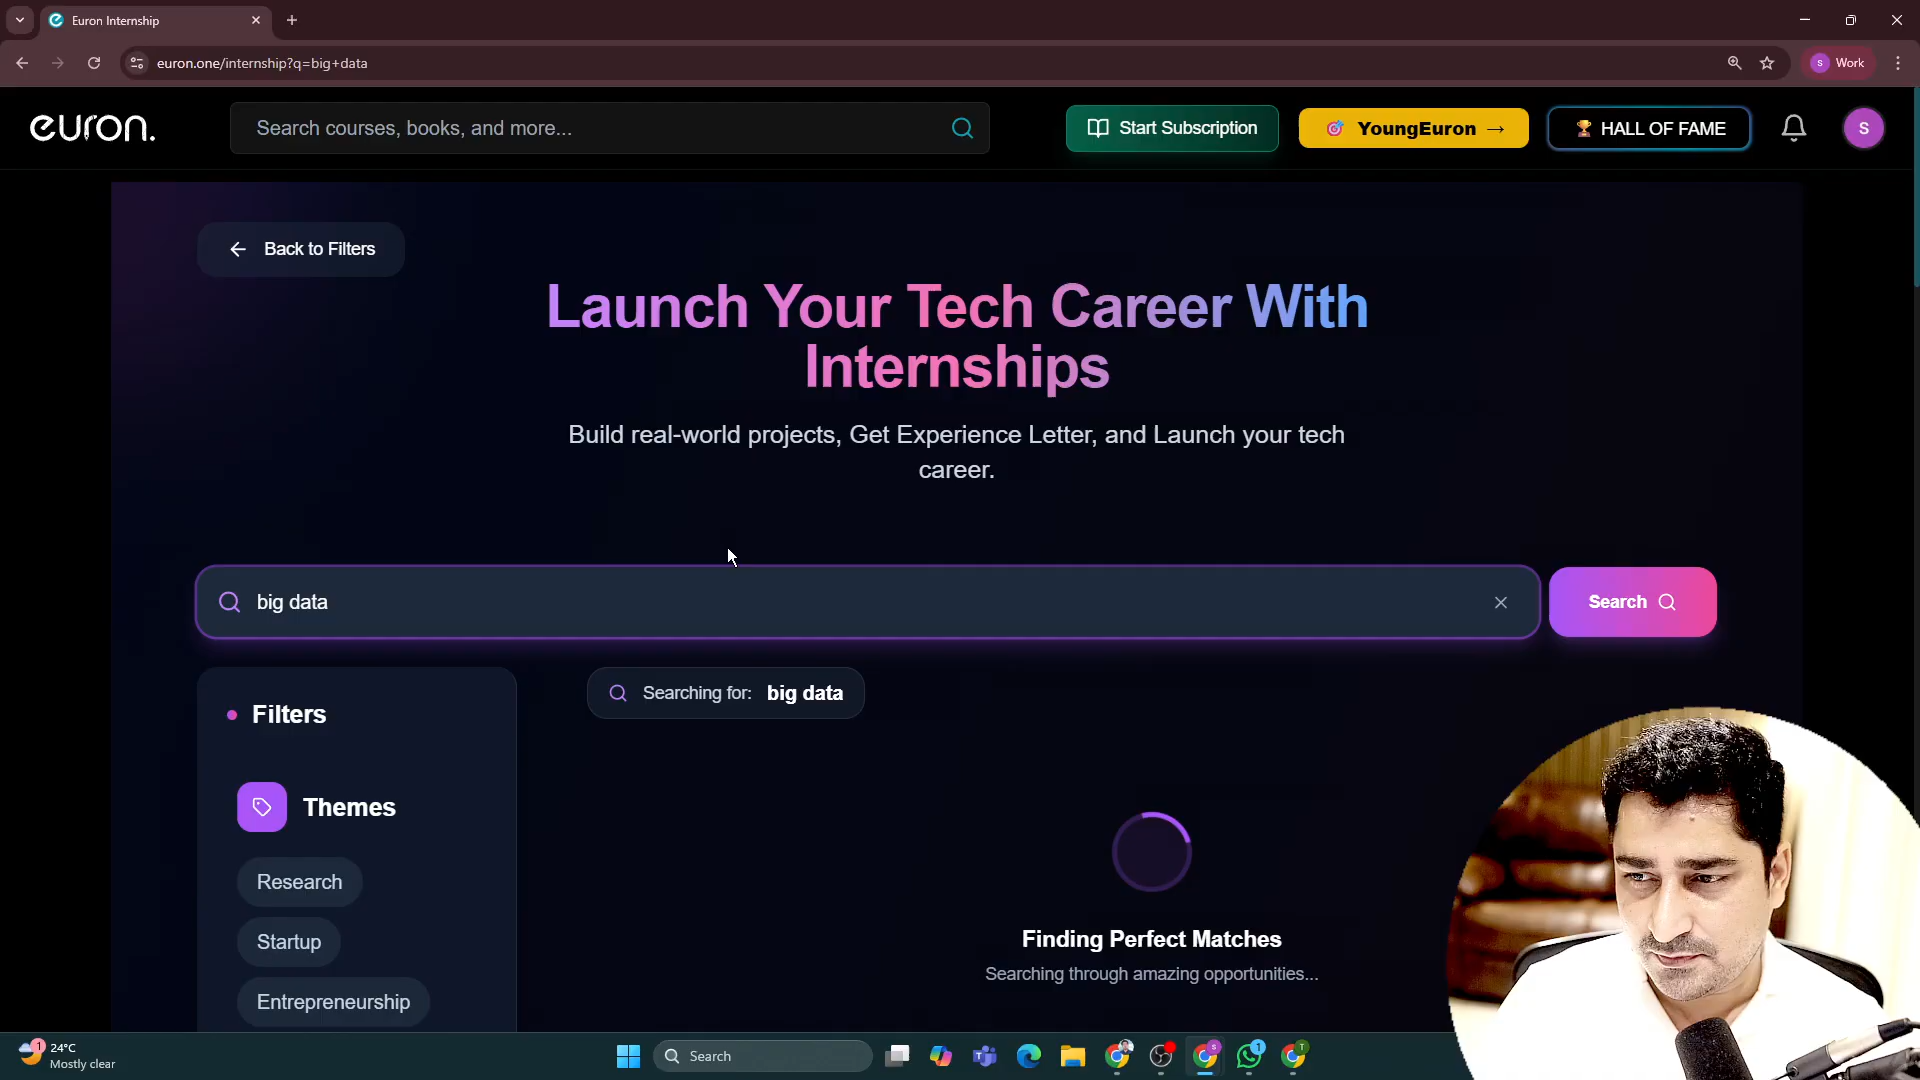 Euron Internship
euron.one/internship?q=big+data
S Work
euron.
Search courses, books, and more...
Start Subscription
YoungEuron →
HALL OF FAME
S
Back to Filters
Launch Your Tech Career With
Internships
Build real-world projects, Get Experience Letter, and Launch your tech
career.
big data
Search
Searching for: big data
Filters
Themes
Research
Startup
Entrepreneurship
Finding Perfect Matches
Searching through amazing opportunities...
1
24°C
Mostly clear
Search
1